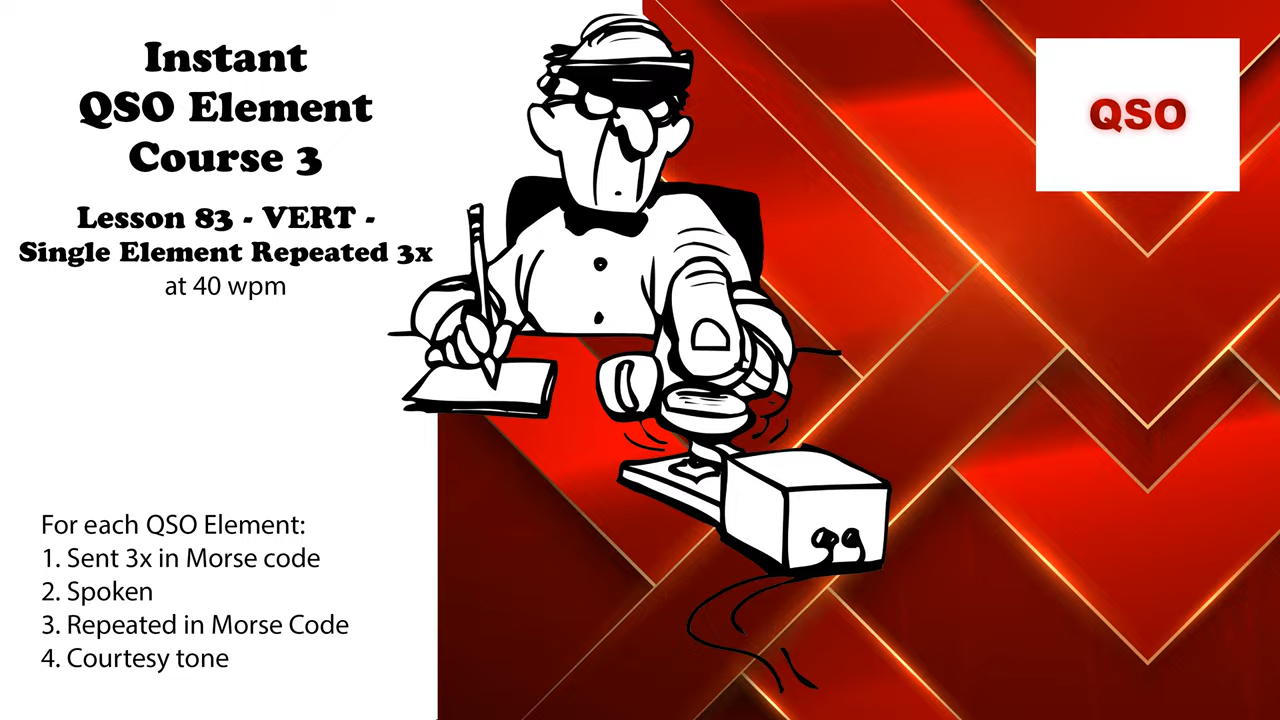 Instant
QSO Element
Course 3
Lesson 83 - VERT -
Single Element Repeated 3x
at 40 wpm
QSO
For each QSO Element:
1. Sent 3x in Morse code
2. Spoken
3. Repeated in Morse Code
4. Courtesy tone